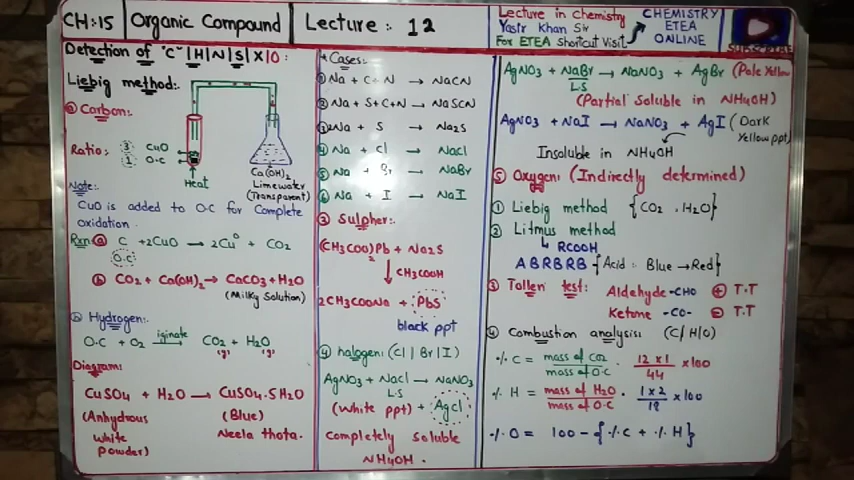 CH:15
Organic Compound
Lecture:- 12
Lecture in chemistry
Yasir Khan Sir
For ETEA Shortcut Visit
CHEMISTRY
ETEA
ONLINE
SUBSCRIBE
Detection of "C"|H|N|S|X|O:
Liebig method:-
ⓐ Carbon:
Ratio: ③ CuO
① O.C
Heat
Ca(OH)₂
Limewater
(Transparent)
Note:
CuO is added to O.C for Complete
oxidation.
Rxn: ⓐ C + 2CuO → 2Cu⁰ + CO₂
O.C
ⓑ CO₂ + Ca(OH)₂ → CaCO₃ + H₂O
(Milky Solution)
ⓑ Hydrogen:-
O.C + O₂ iginate → CO₂(g) + H₂O(g)
Diagram:
CuSO₄ + H₂O → CuSO₄.5H₂O
(Anhydrous (Blue)
white Neela thota.
powder)
* Cases:-
① Na + C + N → NaCN
② Na + S + C + N → NaSCN
③ 2Na + S → Na₂S
④ Na + Cl → Nacl
⑤ Na + Br → NaBr
⑥ Na + I → NaI
③ Sulpher:-
(CH₃COO)₂Pb + Na₂S
↓ CH₃COOH
2CH₃COONa + PbS
black ppt
④ halogen: (Cl|Br|I)
AgNO₃ + Nacl → NaNO₃
L.S
(White ppt) + Agcl
Completely soluble
NH₄OH.
AgNO₃ + NaBr → NaNO₃ + AgBr (Pale Yellow
L.S
(Partial Soluble in NH₄OH)
AgNO₃ + NaI → NaNO₃ + AgI (Dark
Yellow ppt)
Insoluble in NH₄OH
⑤ Oxygen: (Indirectly determined)
① Liebig method {CO₂, H₂O}
② Litmus method
↳ RCOOH
ABRBRB {Acid: Blue → Red}
③ Tollen test: Aldehyde -CHO ⊕ T.T
Ketone -CO- ⊖ T.T
④ Combustion analysis: (C/H/O)
% C = mass of CO₂ / mass of O.C . 12 x 1 / 44 x100
% H = mass of H₂O / mass of O.C . 1 x 2 / 18 x100
% O = 100 - {% C + % H}